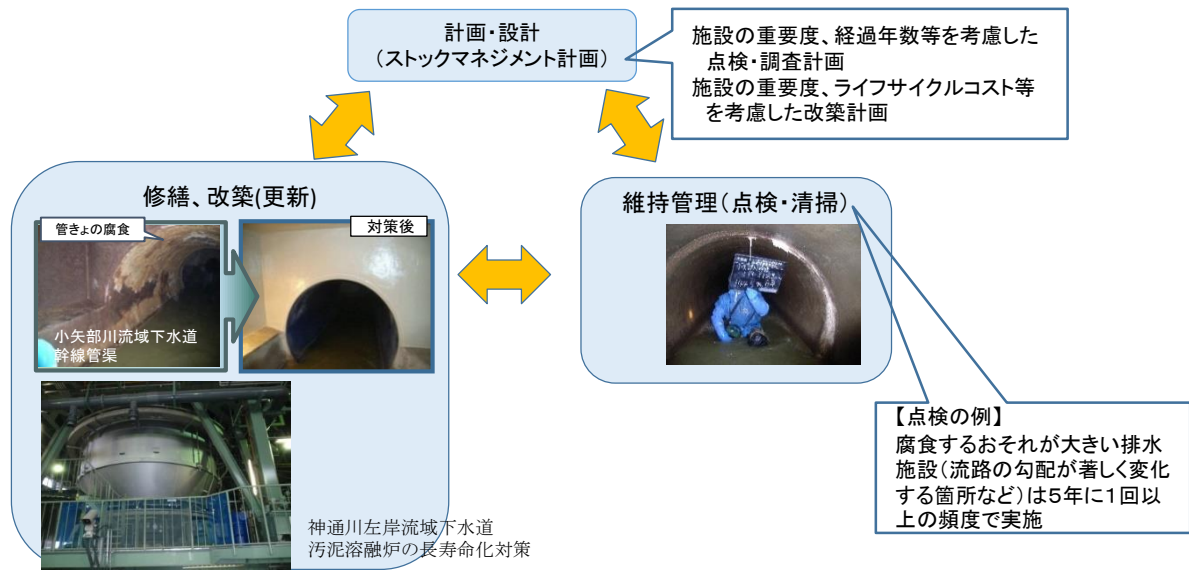 計画・設計
（ストックマネジメント計画）
施設の重要度、経過年数等を考慮した
点検・調査計画
施設の重要度、ライフサイクルコスト等
を考慮した改築計画
修繕、改築(更新)
管きょの腐食
対策後
小矢部川流域下水道
幹線管渠
神通川左岸流域下水道
汚泥溶融炉の長寿命化対策
維持管理（点検・清掃）
【点検の例】
腐食するおそれが大きい排水
施設（流路の勾配が著しく変化
する箇所など）は５年に１回以
上の頻度で実施